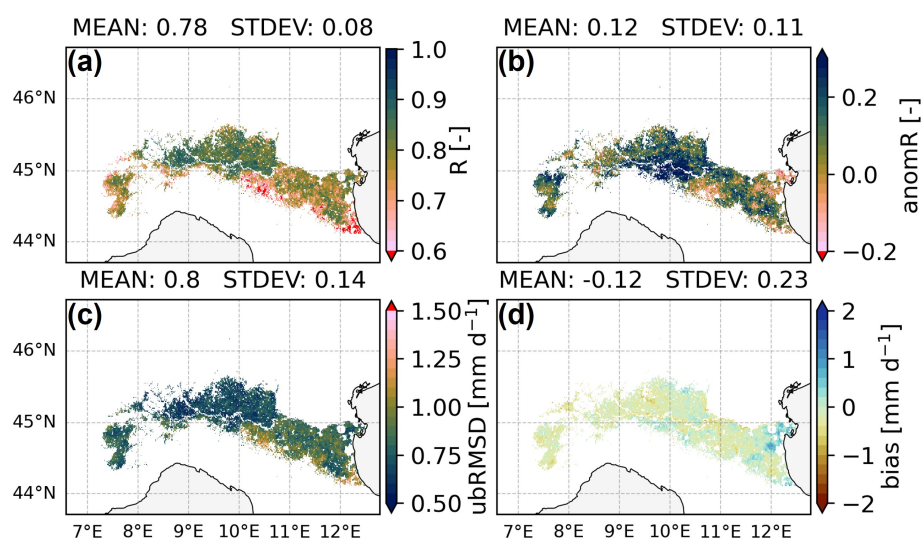 MEAN: 0.78 STDEV: 0.08
(a)
46°N
45°N
44°N
1.0
0.9
0.8
0.7
0.6
R [-]
MEAN: 0.12 STDEV: 0.11
(b)
0.2
0.0
−0.2
anomR [-]
MEAN: 0.8 STDEV: 0.14
(c)
46°N
45°N
44°N
7°E 8°E 9°E 10°E 11°E 12°E
1.50
1.25
1.00
0.75
0.50
ubRMSD [mm d⁻¹]
MEAN: -0.12 STDEV: 0.23
(d)
7°E 8°E 9°E 10°E 11°E 12°E
2
1
0
−1
−2
bias [mm d⁻¹]